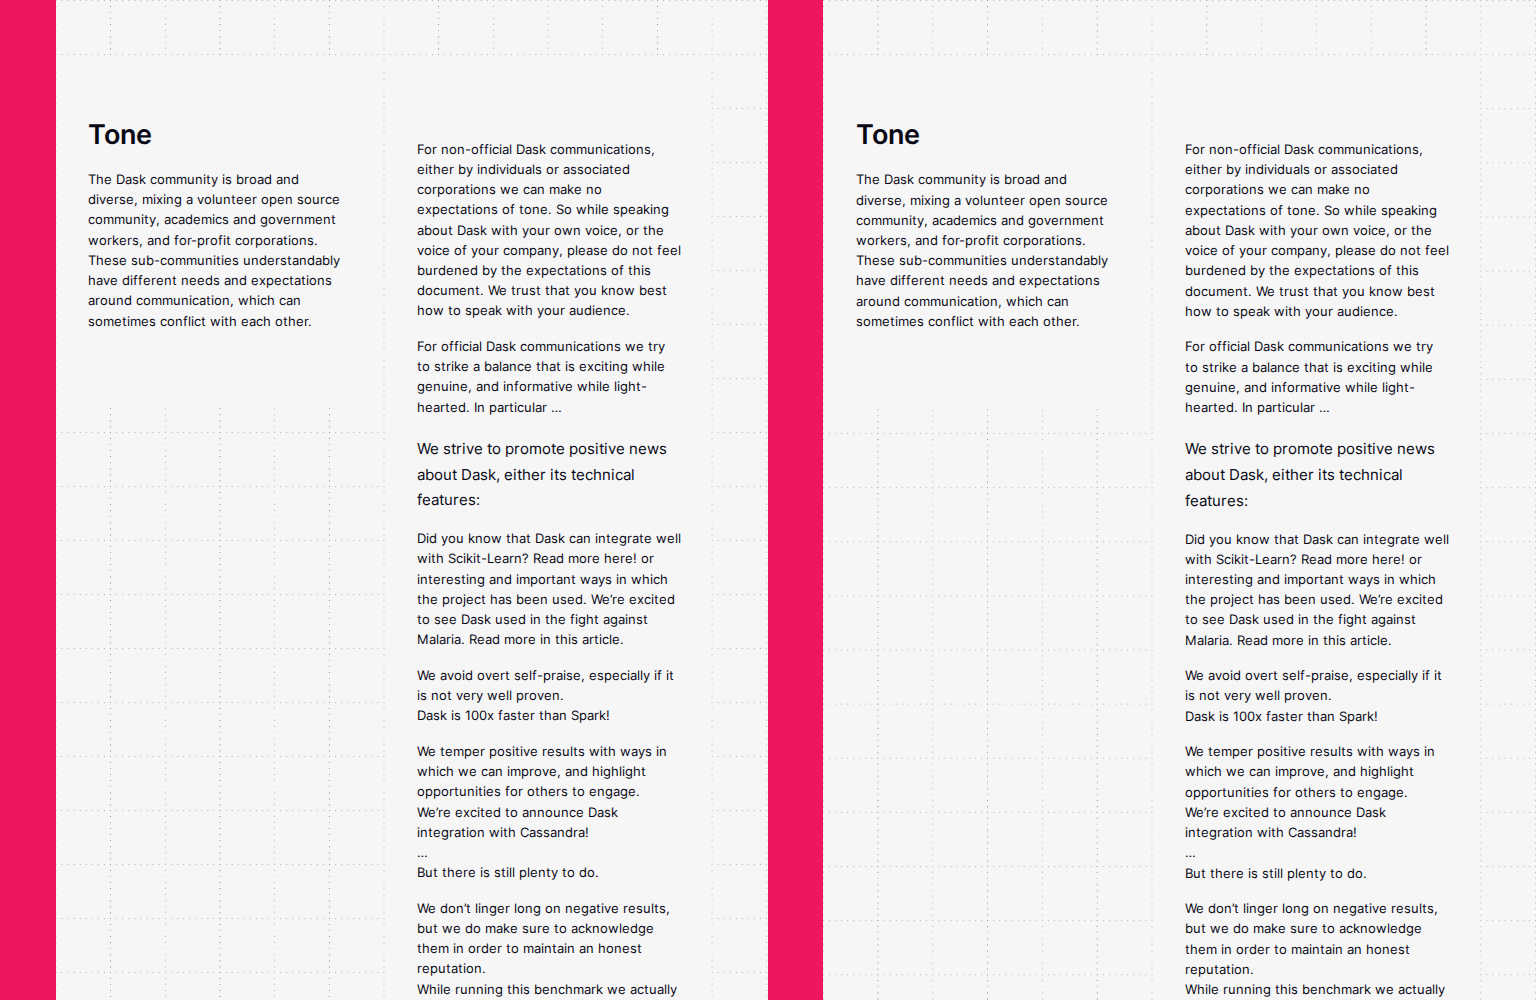 Tone
The Dask community is broad and
diverse, mixing a volunteer open source
community, academics and government
workers, and for-profit corporations.
These sub-communities understandably
have different needs and expectations
around communication, which can
sometimes conflict with each other.
For non-official Dask communications,
either by individuals or associated
corporations we can make no
expectations of tone. So while speaking
about Dask with your own voice, or the
voice of your company, please do not feel
burdened by the expectations of this
document. We trust that you know best
how to speak with your audience.
For official Dask communications we try
to strike a balance that is exciting while
genuine, and informative while light-
hearted. In particular ...
We strive to promote positive news
about Dask, either its technical
features:
Did you know that Dask can integrate well
with Scikit-Learn? Read more here! or
interesting and important ways in which
the project has been used. We’re excited
to see Dask used in the fight against
Malaria. Read more in this article.
We avoid overt self-praise, especially if it
is not very well proven.
Dask is 100x faster than Spark!
We temper positive results with ways in
which we can improve, and highlight
opportunities for others to engage.
We’re excited to announce Dask
integration with Cassandra!
...
But there is still plenty to do.
We don’t linger long on negative results,
but we do make sure to acknowledge
them in order to maintain an honest
reputation.
While running this benchmark we actually
Tone
The Dask community is broad and
diverse, mixing a volunteer open source
community, academics and government
workers, and for-profit corporations.
These sub-communities understandably
have different needs and expectations
around communication, which can
sometimes conflict with each other.
For non-official Dask communications,
either by individuals or associated
corporations we can make no
expectations of tone. So while speaking
about Dask with your own voice, or the
voice of your company, please do not feel
burdened by the expectations of this
document. We trust that you know best
how to speak with your audience.
For official Dask communications we try
to strike a balance that is exciting while
genuine, and informative while light-
hearted. In particular ...
We strive to promote positive news
about Dask, either its technical
features:
Did you know that Dask can integrate well
with Scikit-Learn? Read more here! or
interesting and important ways in which
the project has been used. We’re excited
to see Dask used in the fight against
Malaria. Read more in this article.
We avoid overt self-praise, especially if it
is not very well proven.
Dask is 100x faster than Spark!
We temper positive results with ways in
which we can improve, and highlight
opportunities for others to engage.
We’re excited to announce Dask
integration with Cassandra!
...
But there is still plenty to do.
We don’t linger long on negative results,
but we do make sure to acknowledge
them in order to maintain an honest
reputation.
While running this benchmark we actually